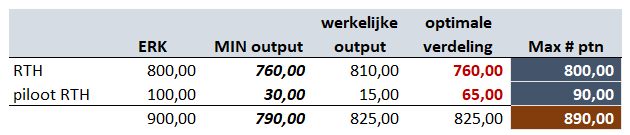 werkelijke optimale
ERK MIN output output verdeling Max # ptn
RTH 800,00 760,00 810,00 760,00 800,00
piloot RTH 100,00 30,00 15,00 65,00 90,00
900,00 790,00 825,00 825,00 890,00